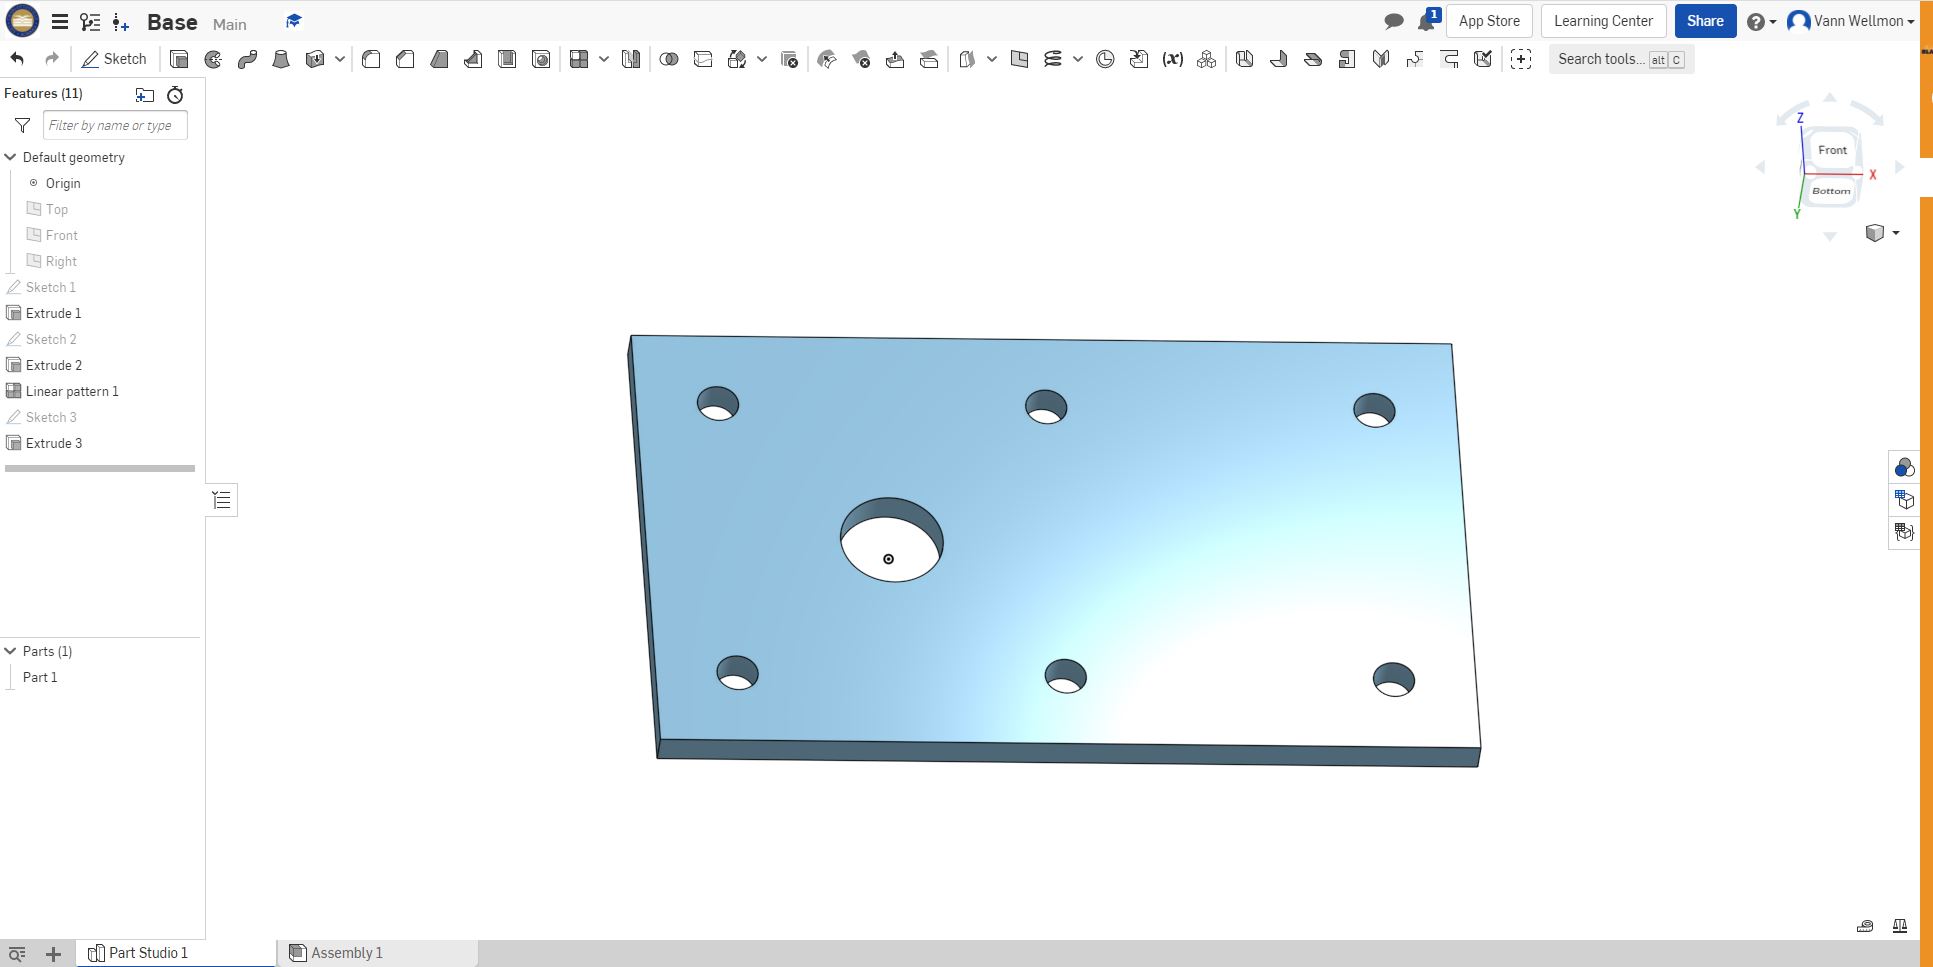 Base Main
1
App Store
Learning Center
Share
Vann Wellmon
Sketch
Search tools... alt C
Features (11)
Filter by name or type
Default geometry
Origin
Top
Front
Right
Sketch 1
Extrude 1
Sketch 2
Extrude 2
Linear pattern 1
Sketch 3
Extrude 3
Parts (1)
Part 1
Z
Front
X
Bottom
Y
Part Studio 1
Assembly 1